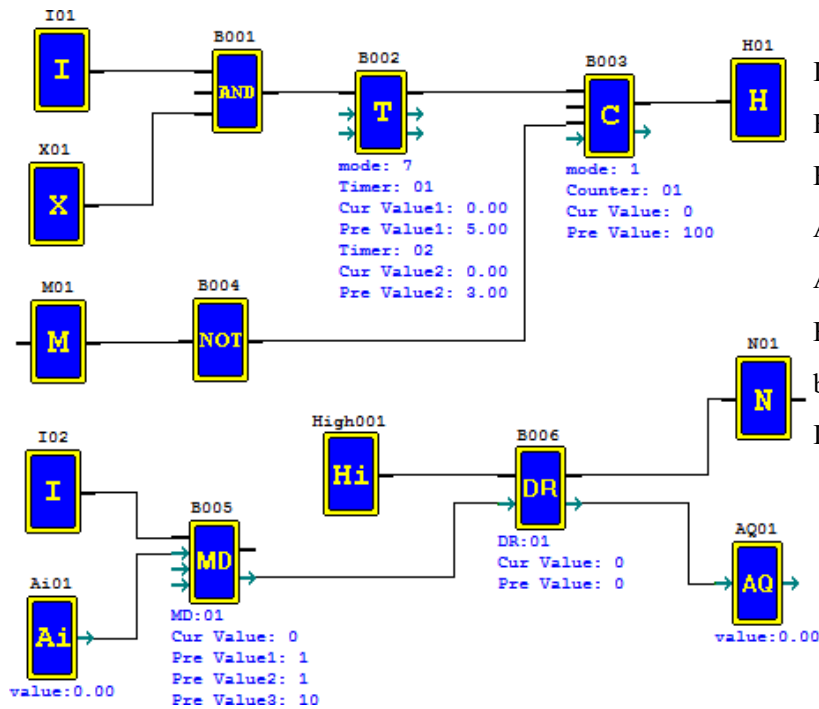 I01
I
B001
AND
X01
X
B002
T
mode: 7
Timer: 01
Cur Value1: 0.00
Pre Value1: 5.00
Timer: 02
Cur Value2: 0.00
Pre Value2: 3.00
B003
C
mode: 1
Counter: 01
Cur Value: 0
Pre Value: 100
H01
H
M01
M
B004
NOT
N01
N
High001
Hi
B006
DR
DR:01
Cur Value: 0
Pre Value: 0
I02
I
B005
MD
MD:01
Cur Value: 0
Pre Value1: 1
Pre Value2: 1
Pre Value3: 10
Ai01
Ai
value:0.00
AQ01
AQ
value:0.00